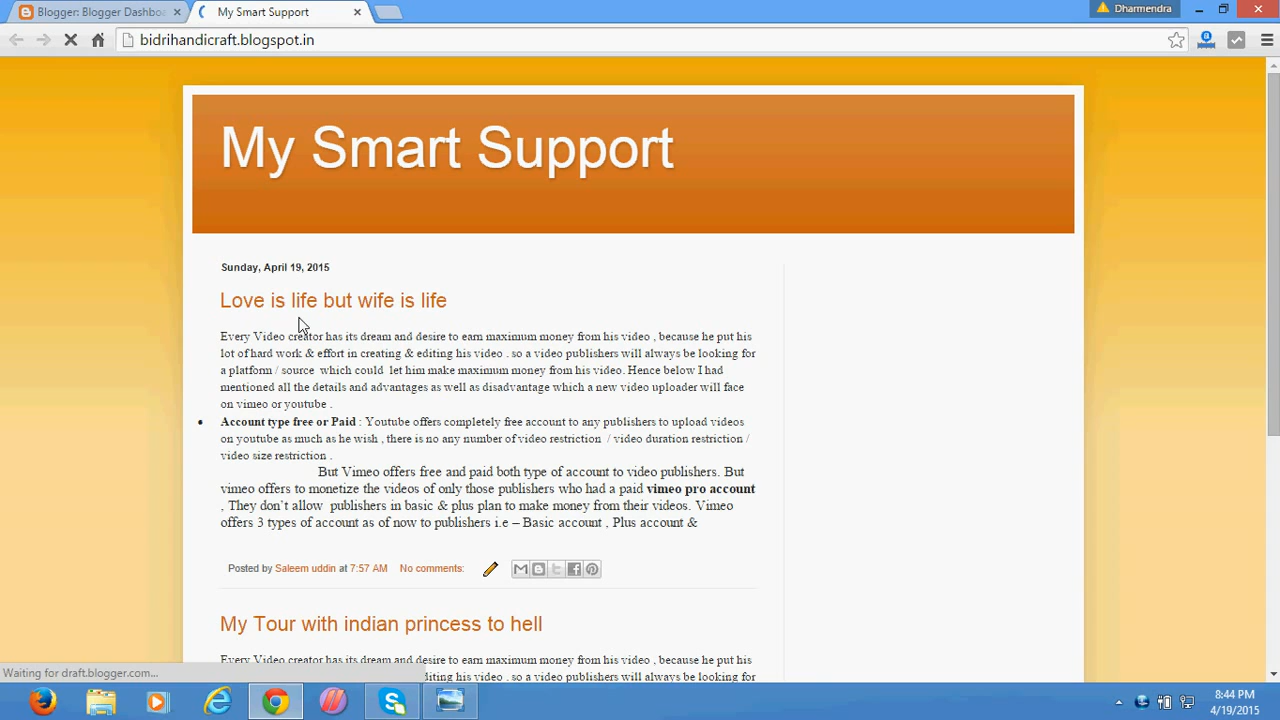 Blogger: Blogger Dashbo
My Smart Support
Dharmendra
bidrihandicraft.blogspot.in
My Smart Support
Sunday, April 19, 2015
Love is life but wife is life
Every Video creator has its dream and desire to earn maximum money from his video , because he put his
lot of hard work & effort in creating & editing his video . so a video publishers will always be looking for
a platform / source which could let him make maximum money from his video. Hence below I had
mentioned all the details and advantages as well as disadvantage which a new video uploader will face
on vimeo or youtube .
• Account type free or Paid : Youtube offers completely free account to any publishers to upload videos
on youtube as much as he wish , there is no any number of video restriction / video duration restriction /
video size restriction .
But Vimeo offers free and paid both type of account to video publishers. But
vimeo offers to monetize the videos of only those publishers who had a paid vimeo pro account
, They don't allow publishers in basic & plus plan to make money from their videos. Vimeo
offers 3 types of account as of now to publishers i.e – Basic account , Plus account &
Posted by Saleem uddin at 7:57 AM No comments:
My Tour with indian princess to hell
Every Video creator has its dream and desire to earn maximum money from his video , because he put his
editing his video . so a video publishers will always be looking for
Waiting for draft.blogger.com...
8:44 PM
4/19/2015